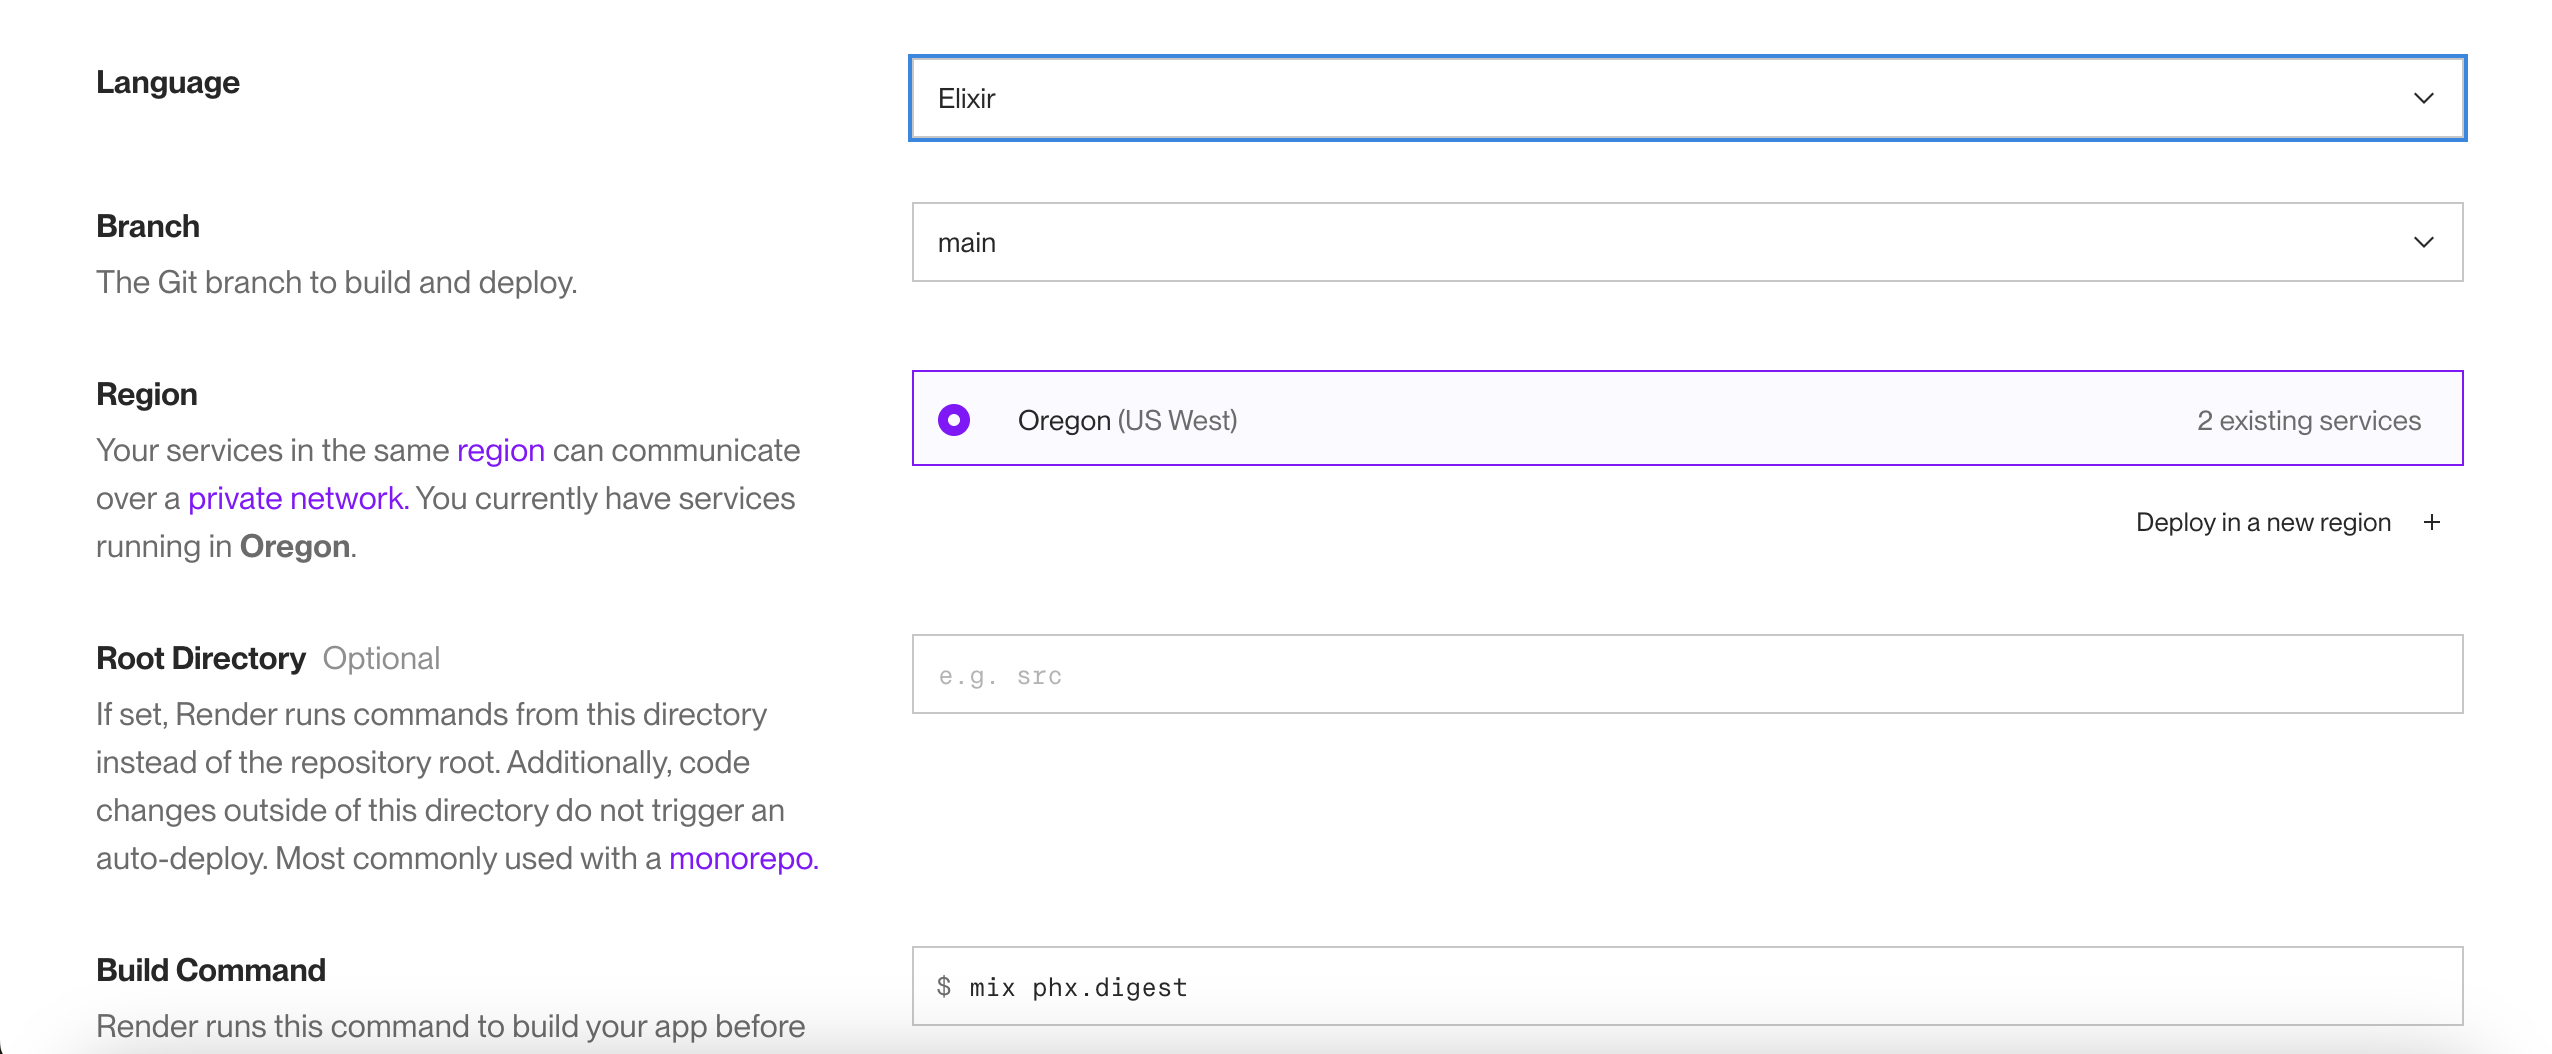 Language
Elixir
Branch
The Git branch to build and deploy.
main
Region
Your services in the same region can communicate
over a private network. You currently have services
running in Oregon.
Oregon (US West)
2 existing services
Deploy in a new region +
Root Directory Optional
If set, Render runs commands from this directory
instead of the repository root. Additionally, code
changes outside of this directory do not trigger an
auto-deploy. Most commonly used with a monorepo.
e.g. src
Build Command
Render runs this command to build your app before
$ mix phx.digest